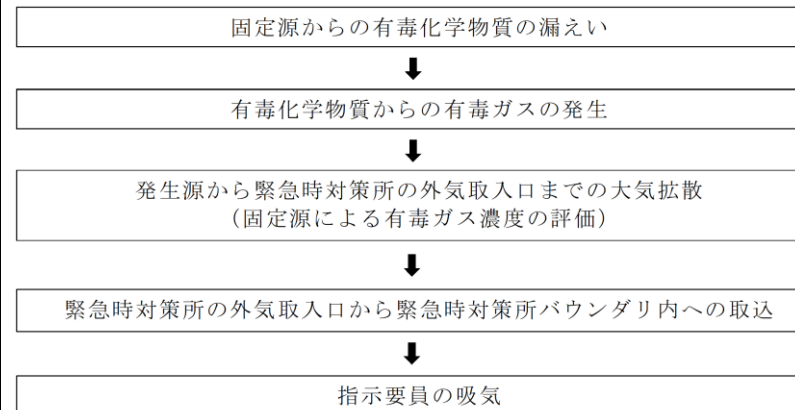 固定源からの有毒化学物質の漏えい
有毒化学物質からの有毒ガスの発生
発生源から緊急時対策所の外気取入口までの大気拡散
（固定源による有毒ガス濃度の評価）
緊急時対策所の外気取入口から緊急時対策所バウンダリ内への取込
指示要員の吸気